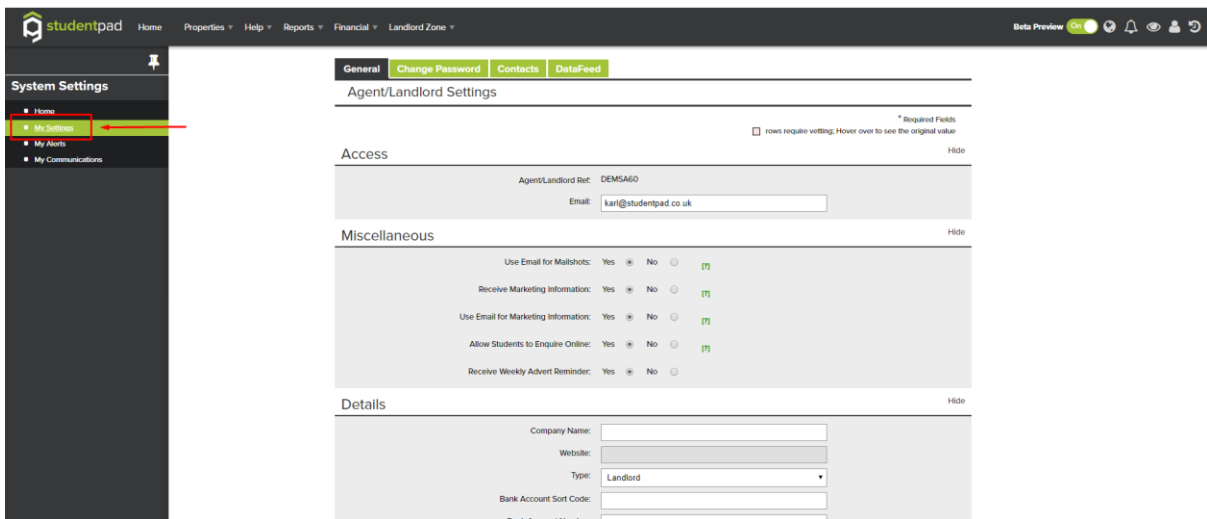 studentpad Home Properties Help Reports Financial Landlord Zone Beta Preview On
System Settings
Home
My Settings
My Alerts
My Communications
General Change Password Contacts DataFeed
Agent/Landlord Settings
* Required Fields
rows require vetting; Hover over to see the original value
Access Hide
Agent/Landlord Ref: DEMSA60
Email: karl@studentpad.co.uk
Miscellaneous Hide
Use Email for Mailshots: Yes No [?]
Receive Marketing Information: Yes No [?]
Use Email for Marketing Information: Yes No [?]
Allow Students to Enquire Online: Yes No [?]
Receive Weekly Advert Reminder: Yes No
Details Hide
Company Name:
Website:
Type: Landlord
Bank Account Sort Code: